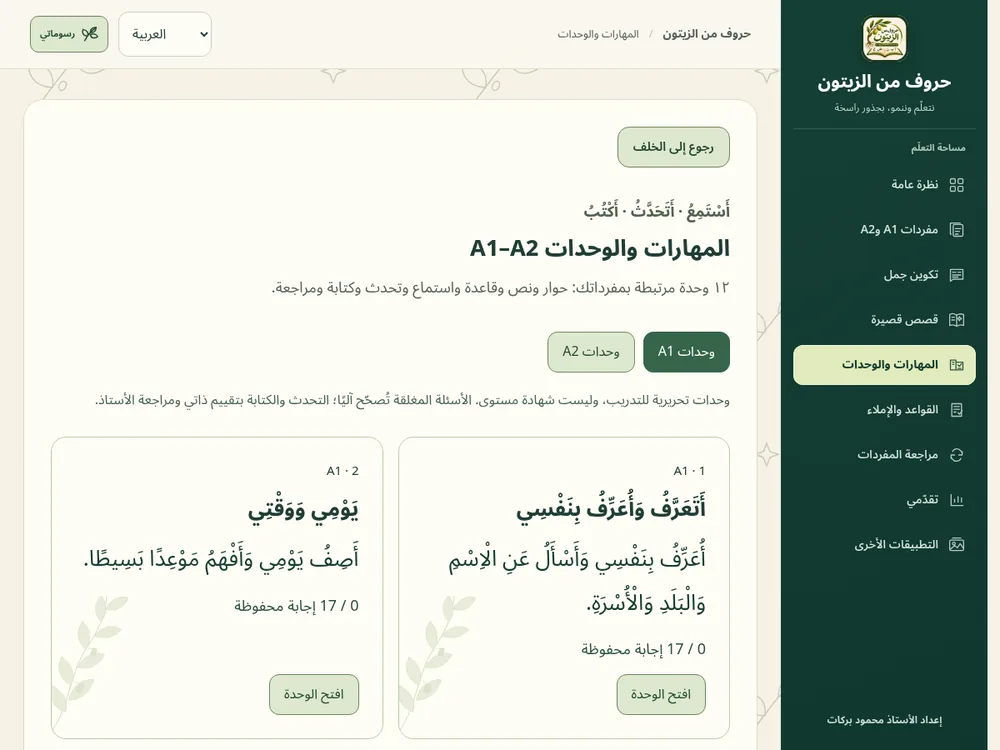 حروف من الزيتون
نتعلّم وننمو، بجذور راسخة
مساحة التعلّم
نظرة عامة
مفردات A1 وA2
تكوين جمل
قصص قصيرة
المهارات والوحدات
القواعد والإملاء
مراجعة المفردات
تقدّمي
التطبيقات الأخرى
إعداد الأستاذ محمود بركات
حروف من الزيتون / المهارات والوحدات
العربية
رسوماتي
رجوع إلى الخلف
أَسْتَمِعُ · أَتَحَدَّثُ · أَكْتُبُ
المهارات والوحدات A1–A2
١٢ وحدة مرتبطة بمفرداتك: حوار ونص وقاعدة واستماع وتحدث وكتابة ومراجعة.
وحدات A1
وحدات A2
وحدات تحريرية للتدريب، وليست شهادة مستوى. الأسئلة المغلقة تُصحّح آليًا؛ التحدث والكتابة بتقييم ذاتي ومراجعة الأستاذ.
A1 · 1
أَتَعَرَّفُ وَأُعَرِّفُ بِنَفْسِي
أُعَرِّفُ بِنَفْسِي وَأَسْأَلُ عَنِ الْاِسْمِ
وَالْبَلَدِ وَالْأُسْرَةِ.
0 / 17 إجابة محفوظة
افتح الوحدة
A1 · 2
يَوْمِي وَوَقْتِي
أَصِفُ يَوْمِي وَأَفْهَمُ مَوْعِدًا بَسِيطًا.
0 / 17 إجابة محفوظة
افتح الوحدة